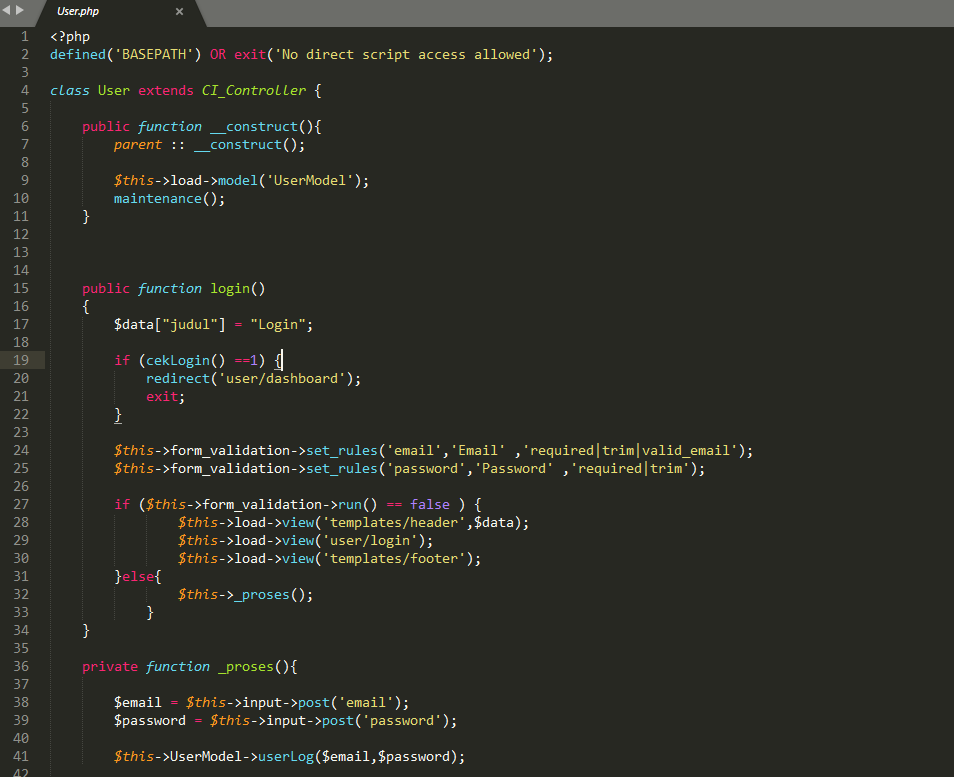 User.php ×
1 <?php
2 defined('BASEPATH') OR exit('No direct script access allowed');
3
4 class User extends CI_Controller {
5
6     public function __construct(){
7         parent :: __construct();
8
9         $this->load->model('UserModel');
10         maintenance();
11     }
12
13
14
15     public function login()
16     {
17         $data["judul"] = "Login";
18
19         if (cekLogin() ==1) {
20             redirect('user/dashboard');
21             exit;
22         }
23
24         $this->form_validation->set_rules('email','Email' ,'required|trim|valid_email');
25         $this->form_validation->set_rules('password','Password' ,'required|trim');
26
27         if ($this->form_validation->run() == false ) {
28                 $this->load->view('templates/header',$data);
29                 $this->load->view('user/login');
30                 $this->load->view('templates/footer');
31         }else{
32                 $this->_proses();
33             }
34     }
35
36     private function _proses(){
37
38         $email = $this->input->post('email');
39         $password = $this->input->post('password');
40
41         $this->UserModel->userLog($email,$password);
42